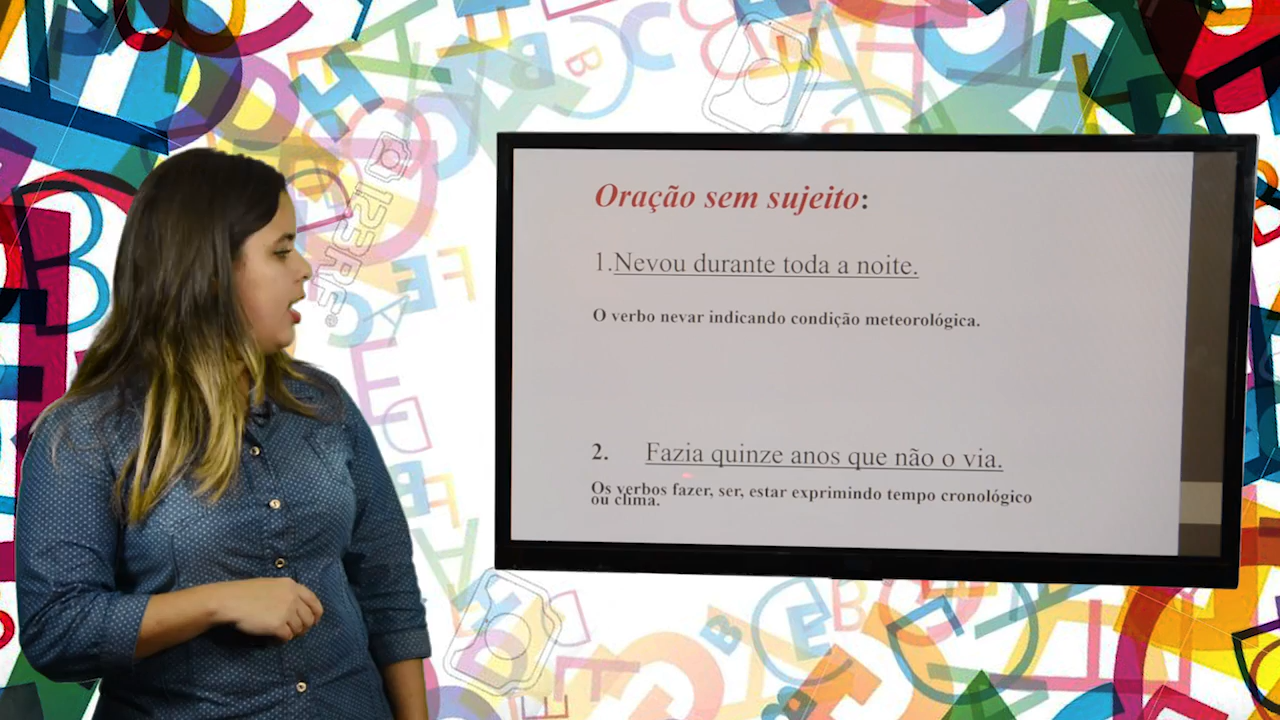 Oração sem sujeito:
1.Nevou durante toda a noite.
O verbo nevar indicando condição meteorológica.
2. Fazia quinze anos que não o via.
Os verbos fazer, ser, estar exprimindo tempo cronológico
ou clima.
123RF®